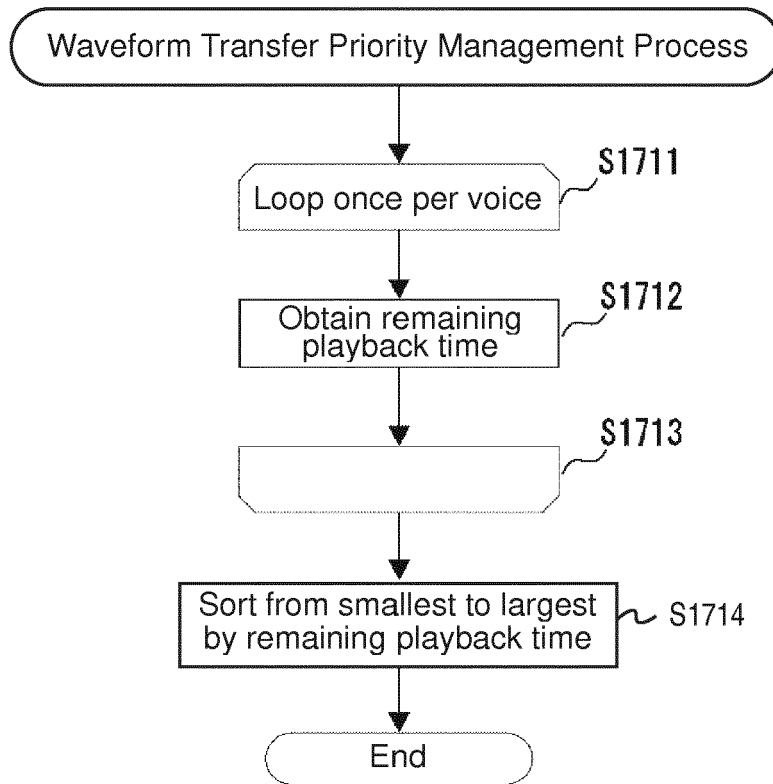 Waveform Transfer Priority Management Process
Loop once per voice
S1711
Obtain remaining
playback time
S1712
S1713
Sort from smallest to largest
by remaining playback time
S1714
End